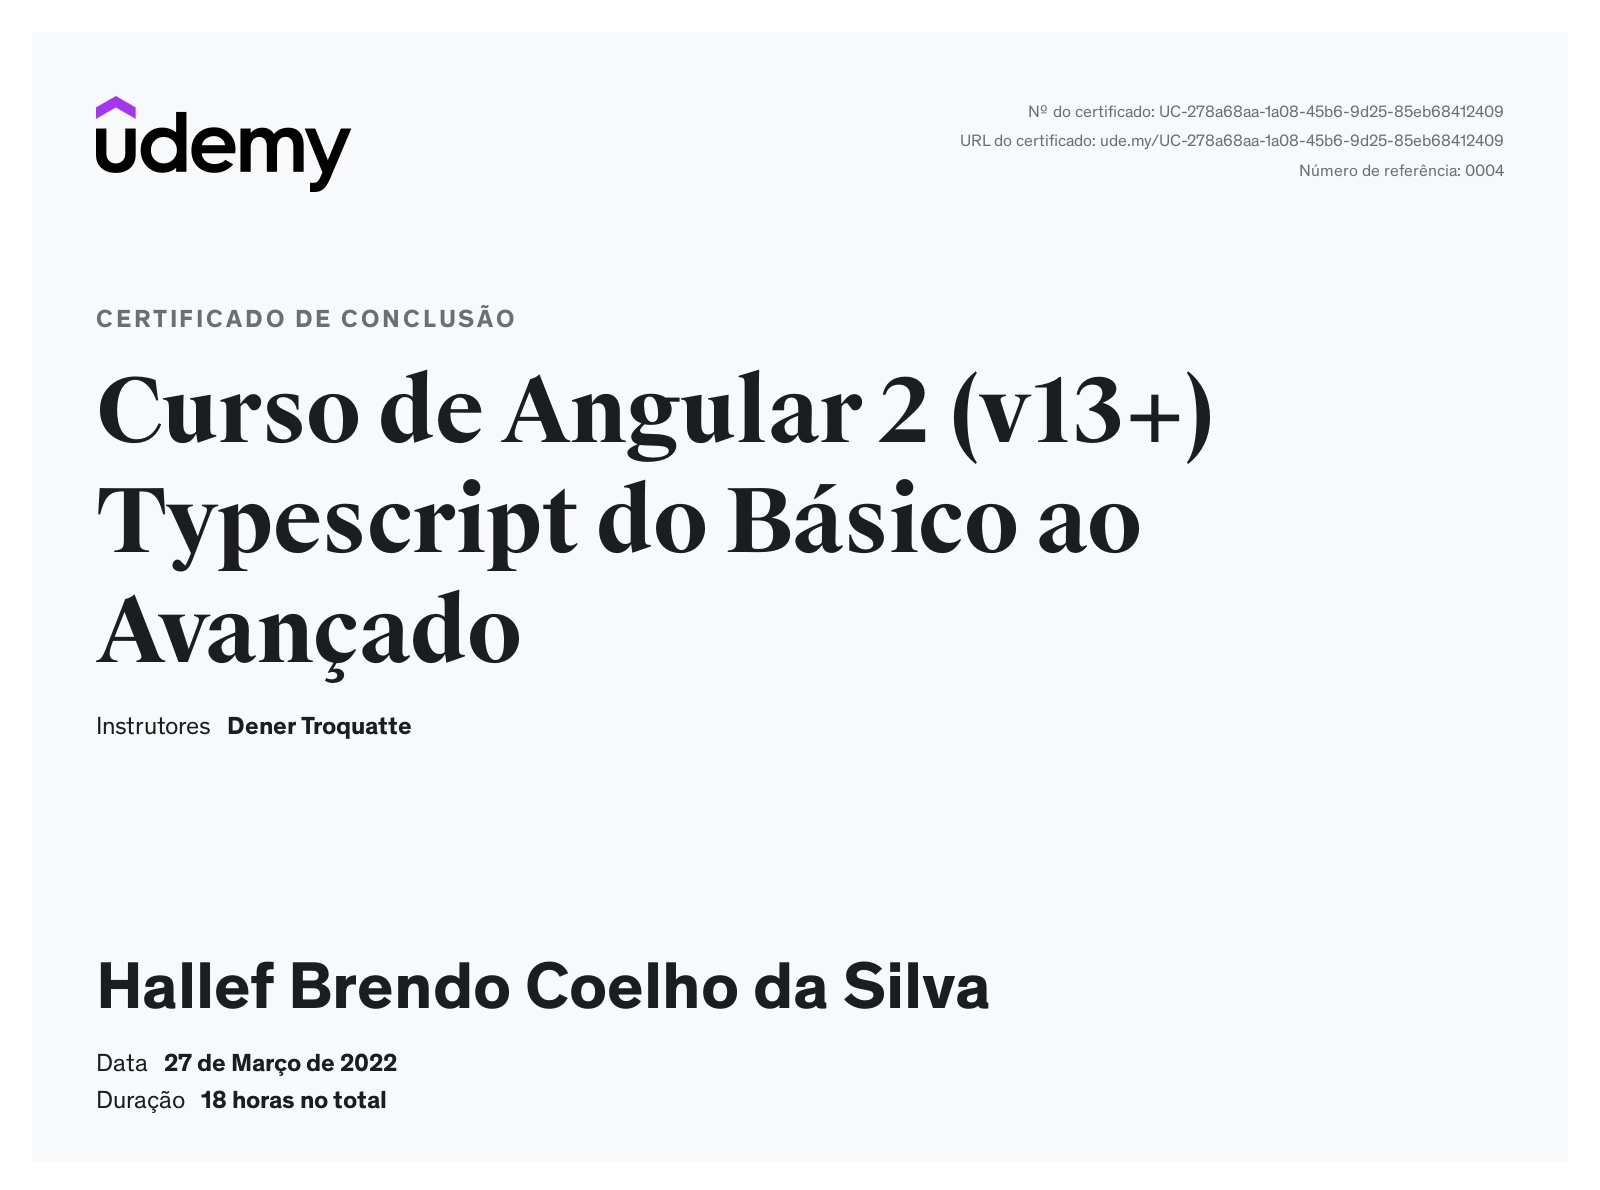 udemy
Nº do certificado: UC-278a68aa-1a08-45b6-9d25-85eb68412409
URL do certificado: ude.my/UC-278a68aa-1a08-45b6-9d25-85eb68412409
Número de referência: 0004
CERTIFICADO DE CONCLUSÃO
Curso de Angular 2 (v13+)
Typescript do Básico ao
Avançado
Instrutores Dener Troquatte
Hallef Brendo Coelho da Silva
Data 27 de Março de 2022
Duração 18 horas no total